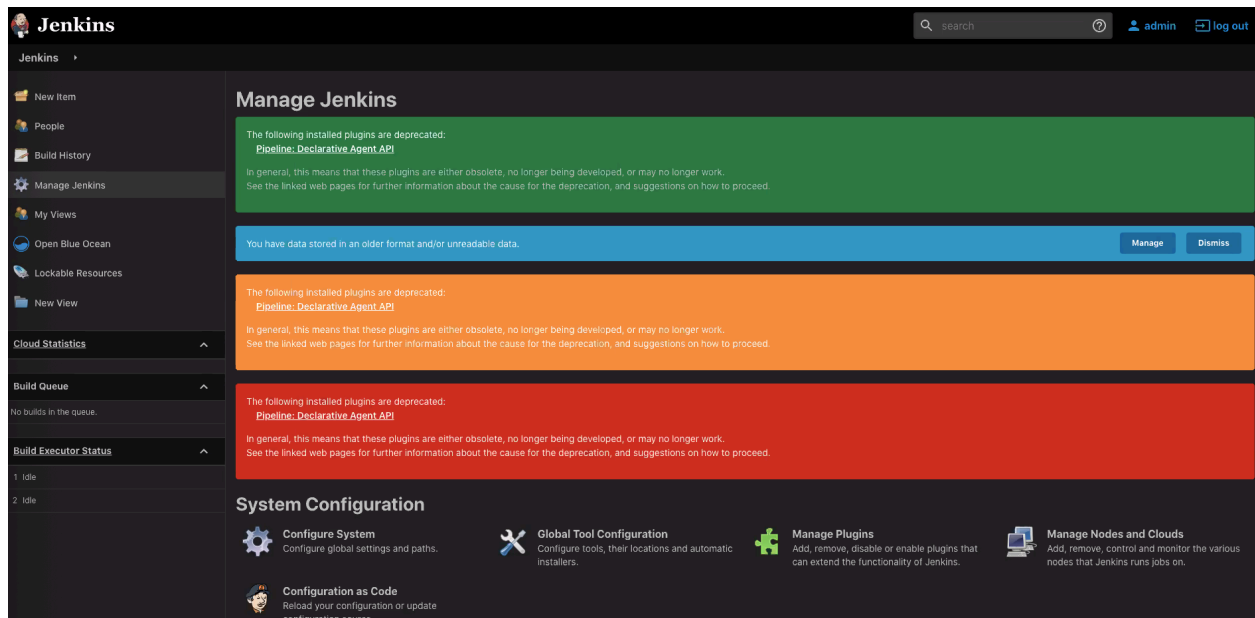 Jenkins
search
admin
log out
Jenkins
New Item
People
Build History
Manage Jenkins
My Views
Open Blue Ocean
Lockable Resources
New View
Cloud Statistics
Build Queue
No builds in the queue.
Build Executor Status
1 Idle
2 Idle
Manage Jenkins
The following installed plugins are deprecated:
Pipeline: Declarative Agent API
In general, this means that these plugins are either obsolete, no longer being developed, or may no longer work.
See the linked web pages for further information about the cause for the deprecation, and suggestions on how to proceed.
You have data stored in an older format and/or unreadable data.
Manage
Dismiss
The following installed plugins are deprecated:
Pipeline: Declarative Agent API
In general, this means that these plugins are either obsolete, no longer being developed, or may no longer work.
See the linked web pages for further information about the cause for the deprecation, and suggestions on how to proceed.
The following installed plugins are deprecated:
Pipeline: Declarative Agent API
In general, this means that these plugins are either obsolete, no longer being developed, or may no longer work.
See the linked web pages for further information about the cause for the deprecation, and suggestions on how to proceed.
System Configuration
Configure System
Configure global settings and paths.
Global Tool Configuration
Configure tools, their locations and automatic
installers.
Manage Plugins
Add, remove, disable or enable plugins that
can extend the functionality of Jenkins.
Manage Nodes and Clouds
Add, remove, control and monitor the various
nodes that Jenkins runs jobs on.
Configuration as Code
Reload your configuration or update